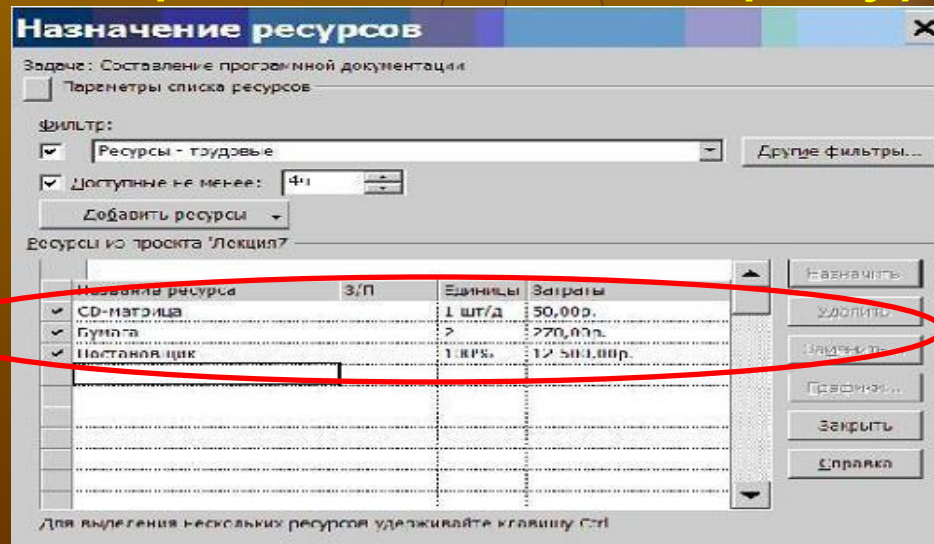 Назначение ресурсов
Задача: Составление программной документации
Параметры списка ресурсов
Фильтр:
Ресурсы - трудовые
Другие фильтры...
Доступные не менее: 4ч
Добавить ресурсы
Ресурсы из проекта 'Лекция7
Название ресурса З/П Единицы Затраты
CD-матрица 1 шт/д 50,00р.
Бумага 2 270,00р.
Постановщик 100% 12 500,00р.
Назначить
Удалить
Заменить...
Графики...
Закрыть
Справка
Для выделения нескольких ресурсов удерживайте клавишу Ctrl